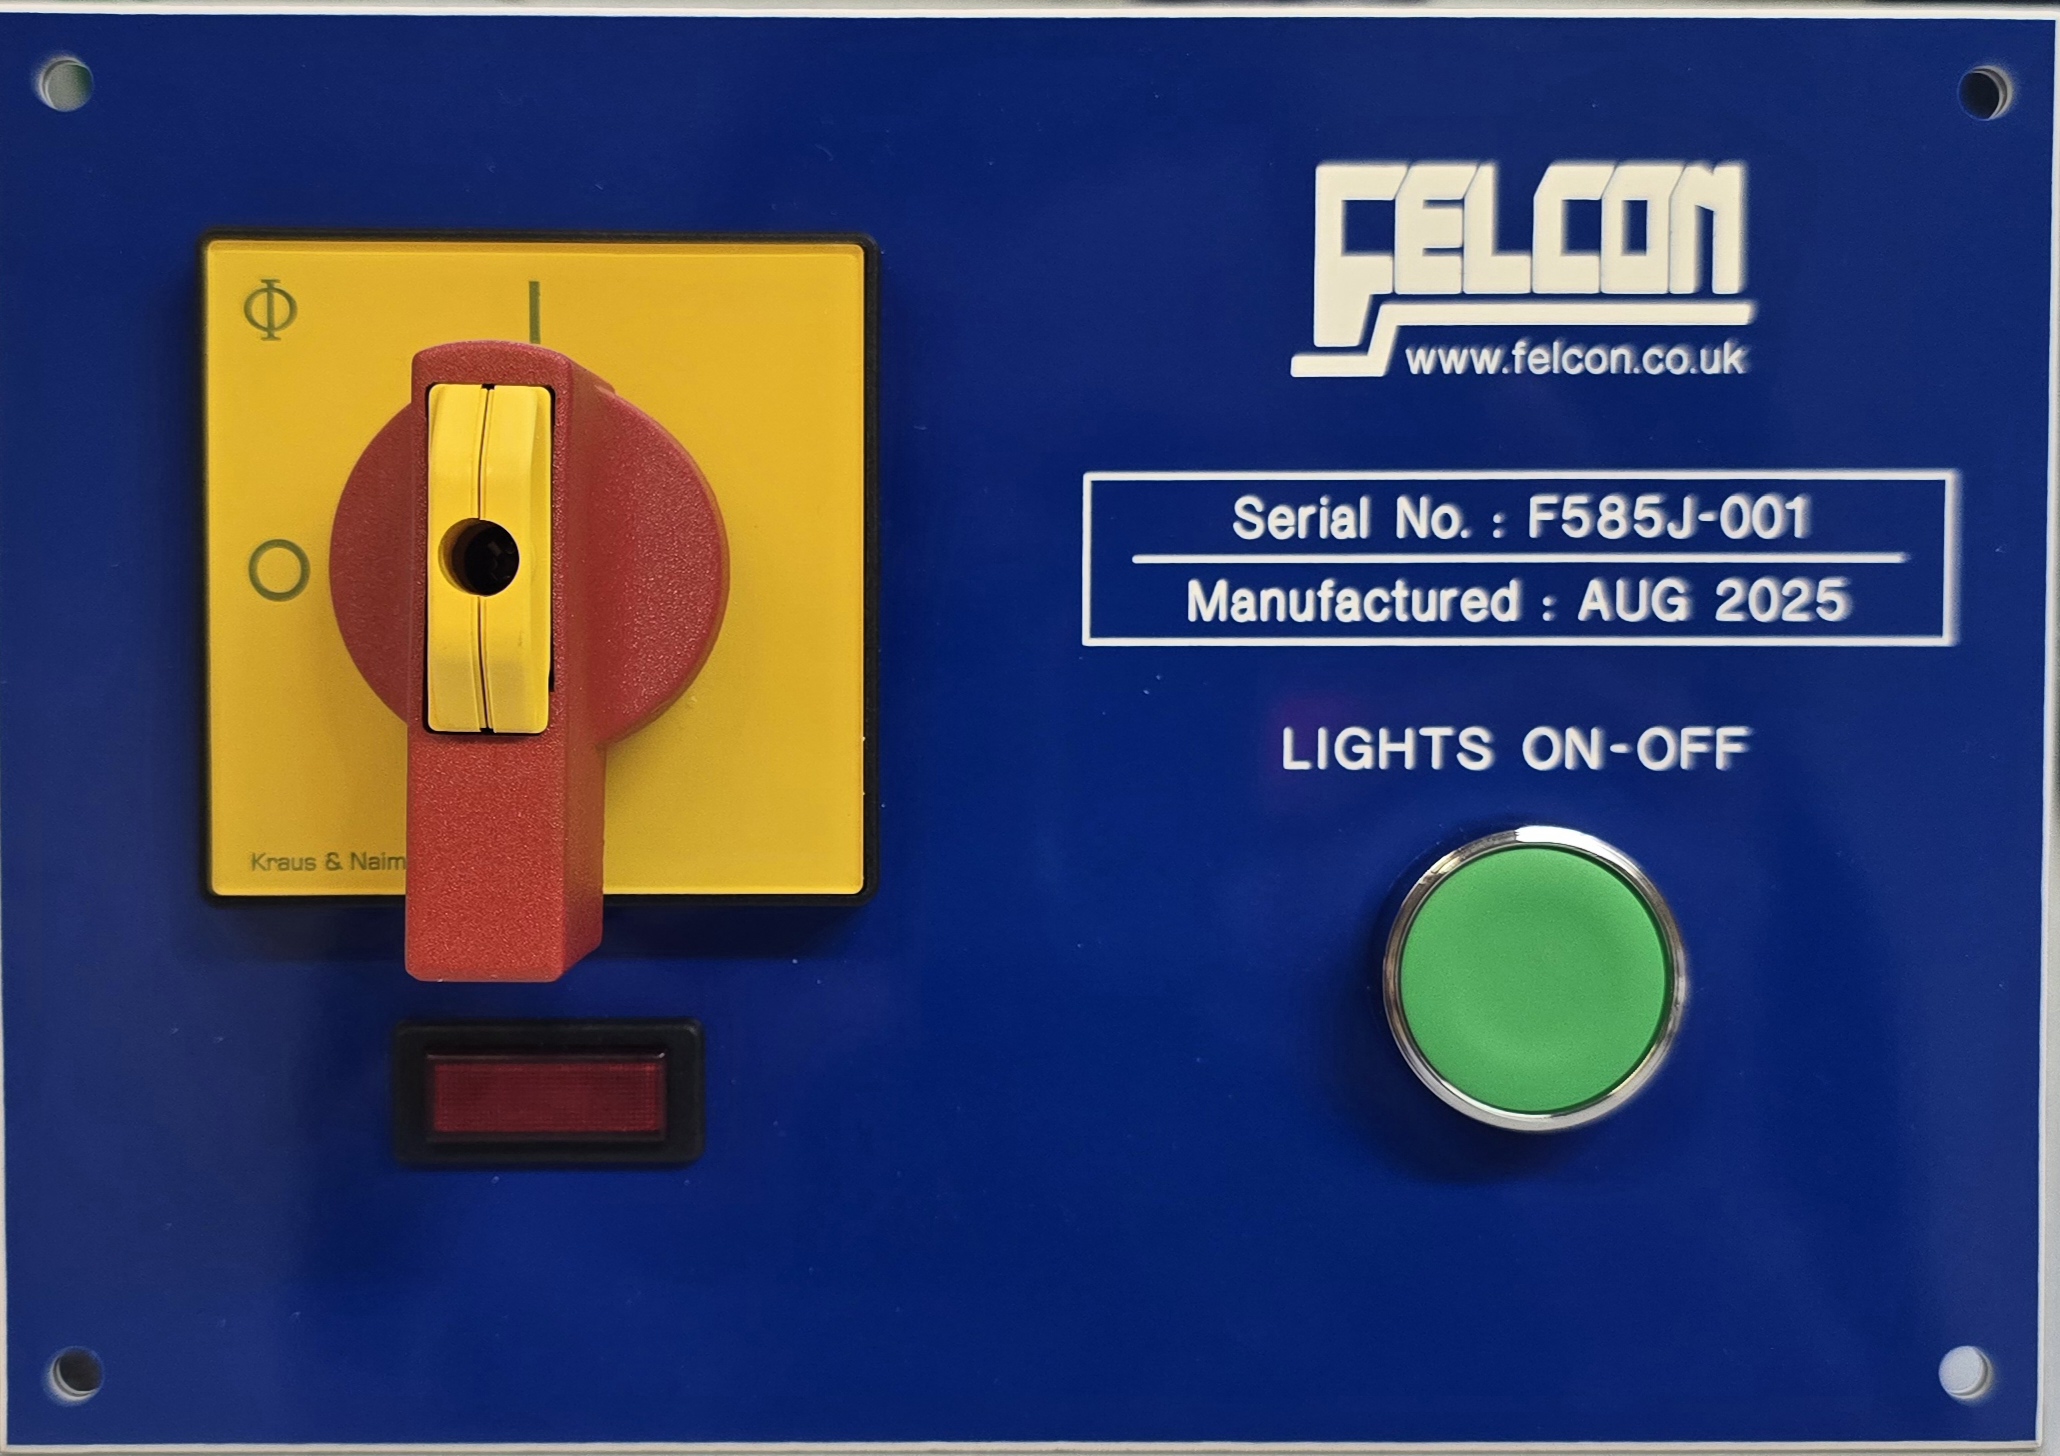 FELCON
www.felcon.co.uk
Serial No. : F585J-001
Manufactured : AUG 2025
LIGHTS ON-OFF
I
O
Kraus & Naim